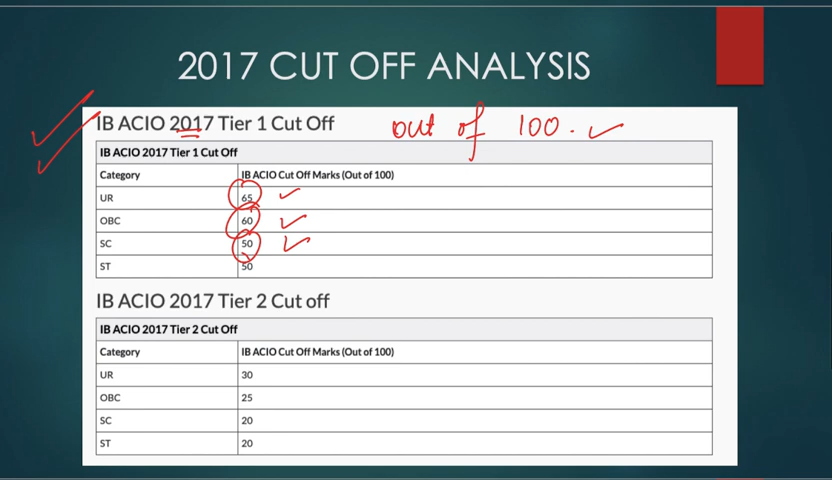 2017 CUT OFF ANALYSIS
IB ACIO 2017 Tier 1 Cut Off out of 100.
IB ACIO 2017 Tier 1 Cut Off
Category IB ACIO Cut Off Marks (Out of 100)
UR 65
OBC 60
SC 50
ST 50
IB ACIO 2017 Tier 2 Cut off
IB ACIO 2017 Tier 2 Cut Off
Category IB ACIO Cut Off Marks (Out of 100)
UR 30
OBC 25
SC 20
ST 20